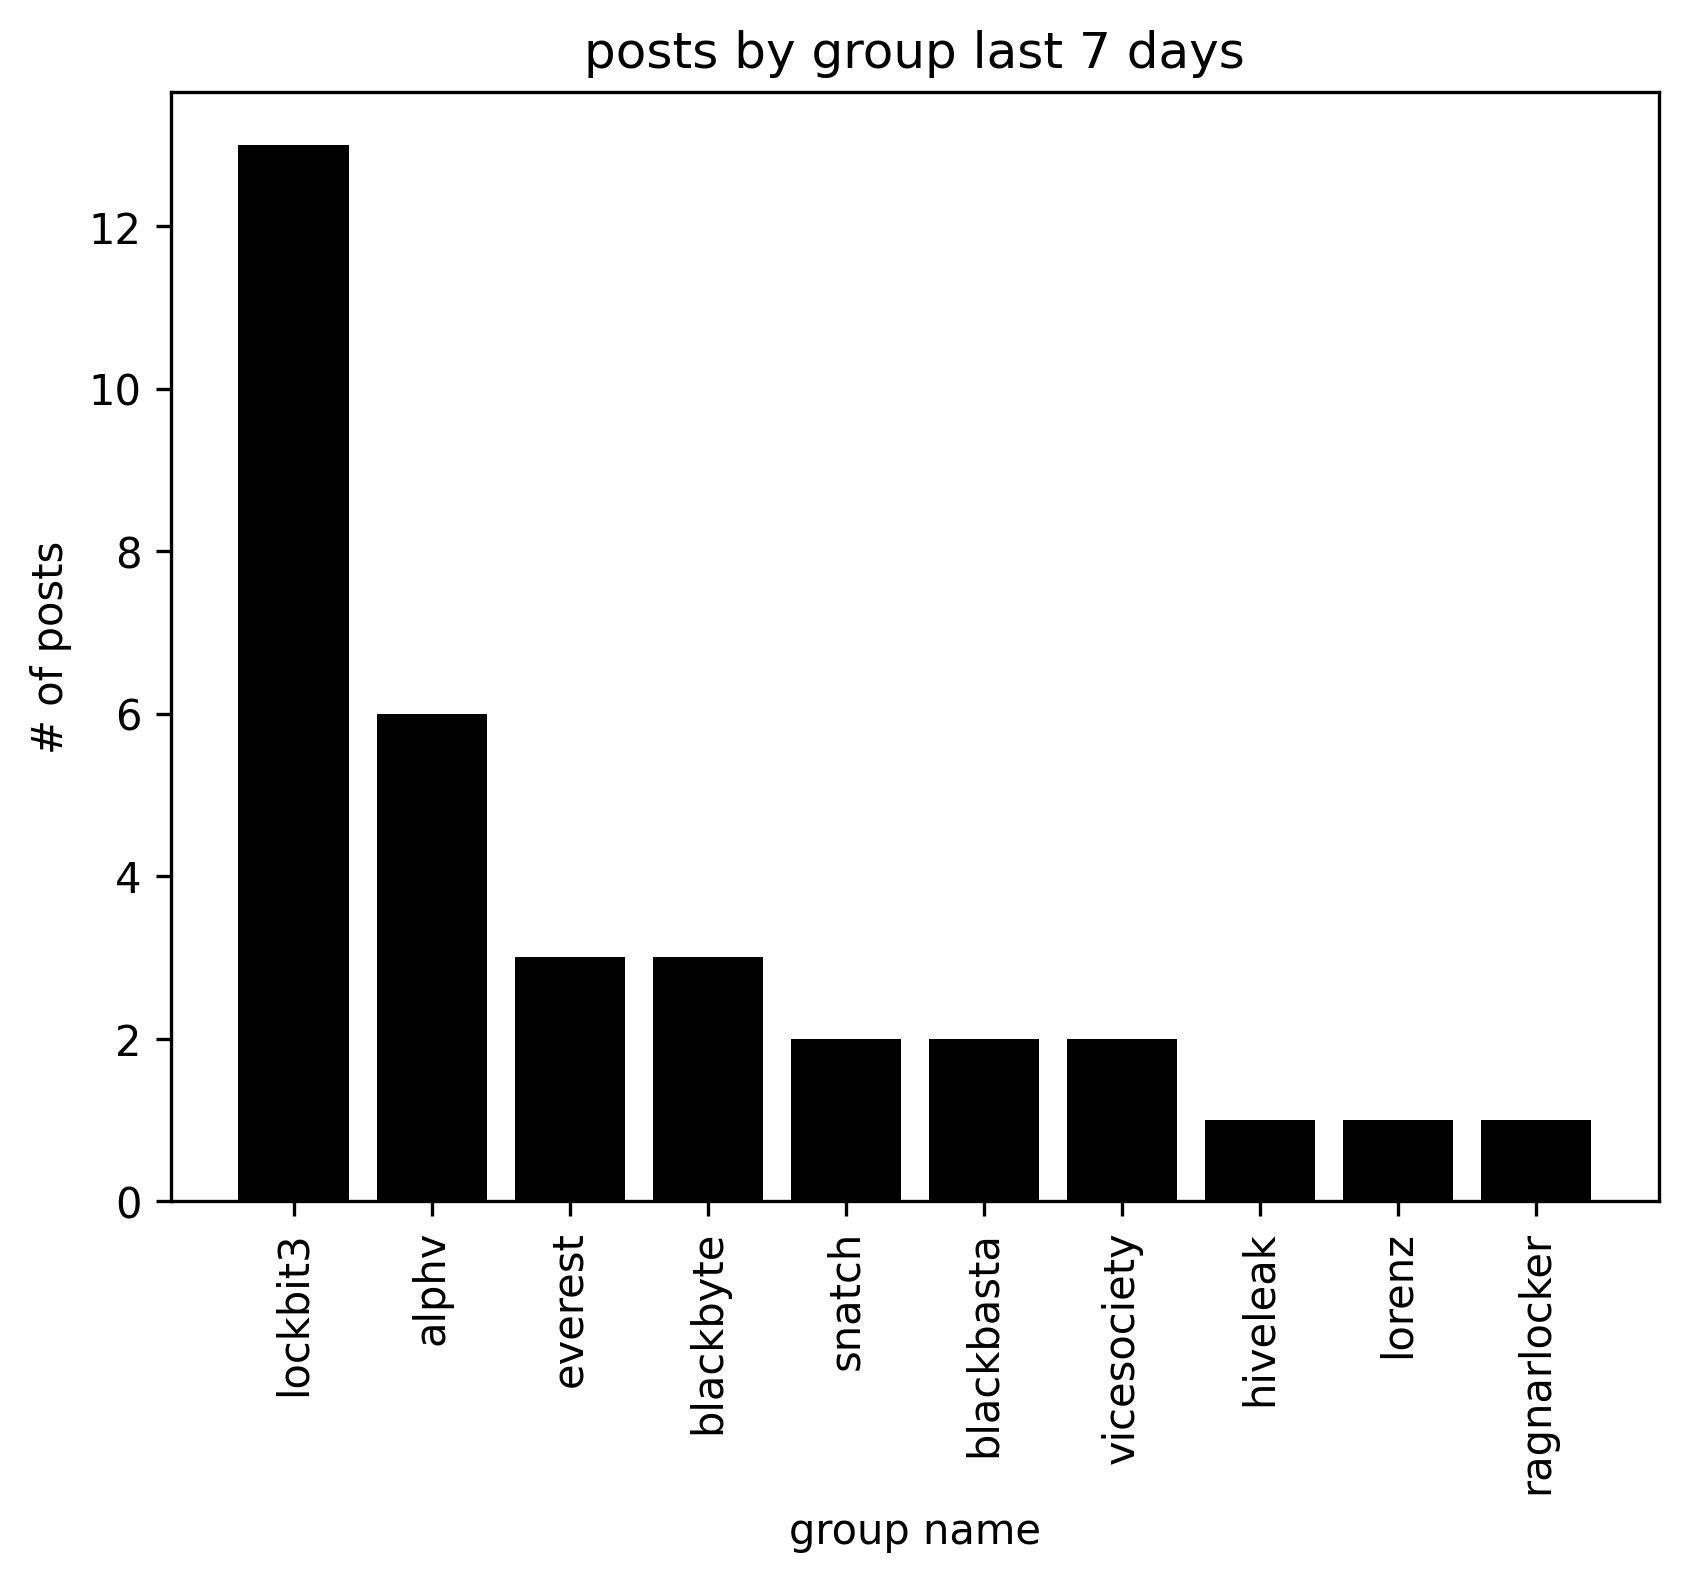 posts by group last 7 days
# of posts
12
10
8
6
4
2
0
lockbit3
alphv
everest
blackbyte
snatch
blackbasta
vicesociety
hiveleak
lorenz
ragnarlocker
group name